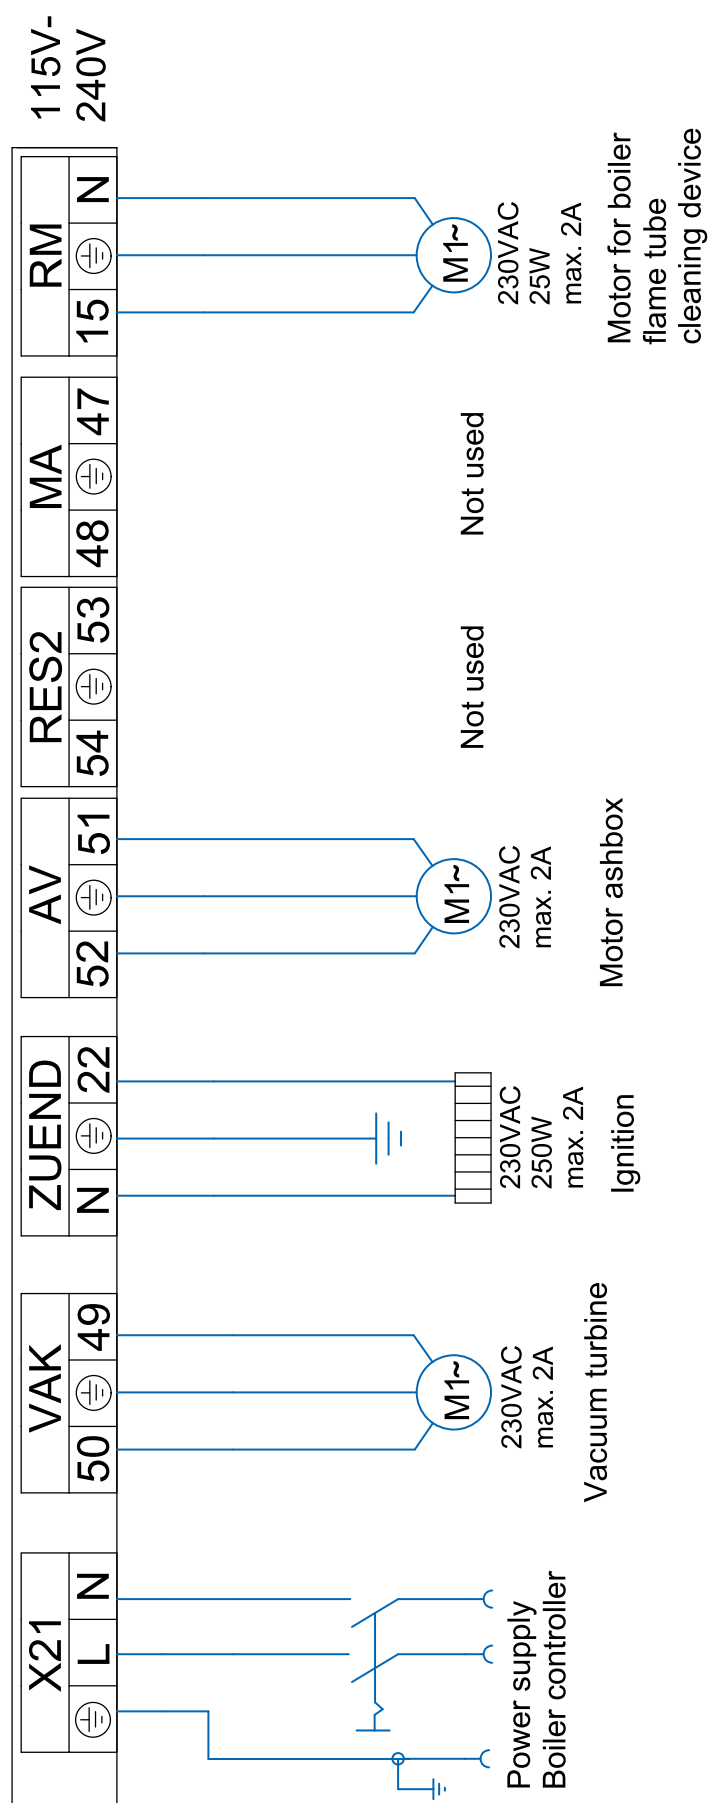 115V-
240V
X21
L
N
Power supply
Boiler controller
VAK
50
49
M1~
230VAC
max. 2A
Vacuum turbine
ZUEND
N
22
230VAC
250W
max. 2A
Ignition
AV
52
51
M1~
230VAC
max. 2A
Motor ashbox
RES2
54
53
Not used
MA
48
47
Not used
RM
15
N
M1~
230VAC
25W
max. 2A
Motor for boiler
flame tube
cleaning device